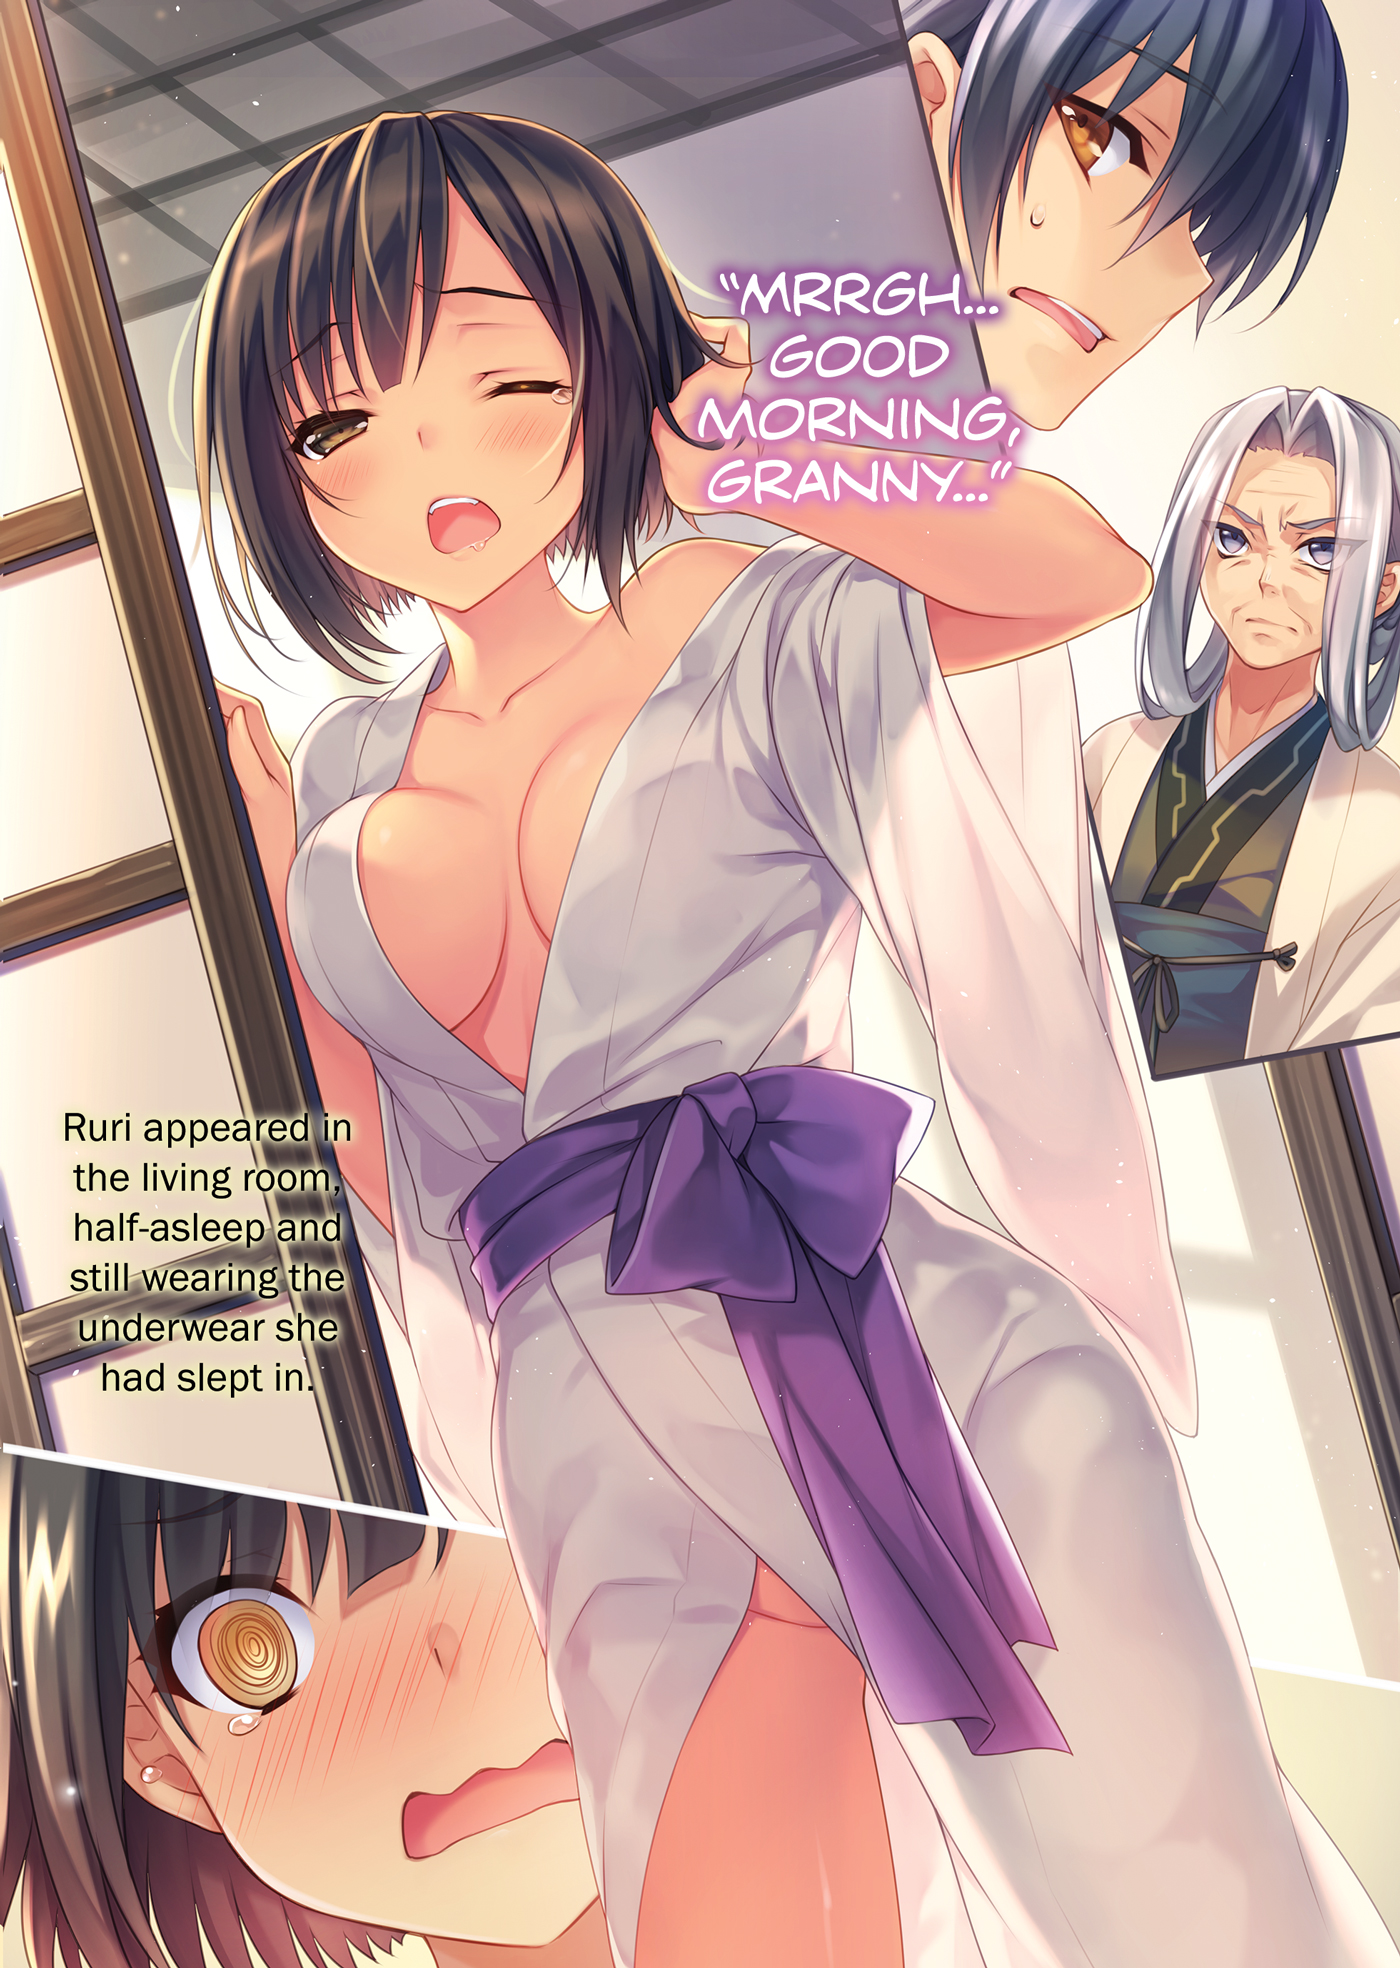 “MRRGH...
GOOD
MORNING,
GRANNY...”
Ruri appeared in
the living room,
half-asleep and
still wearing the
underwear she
had slept in.